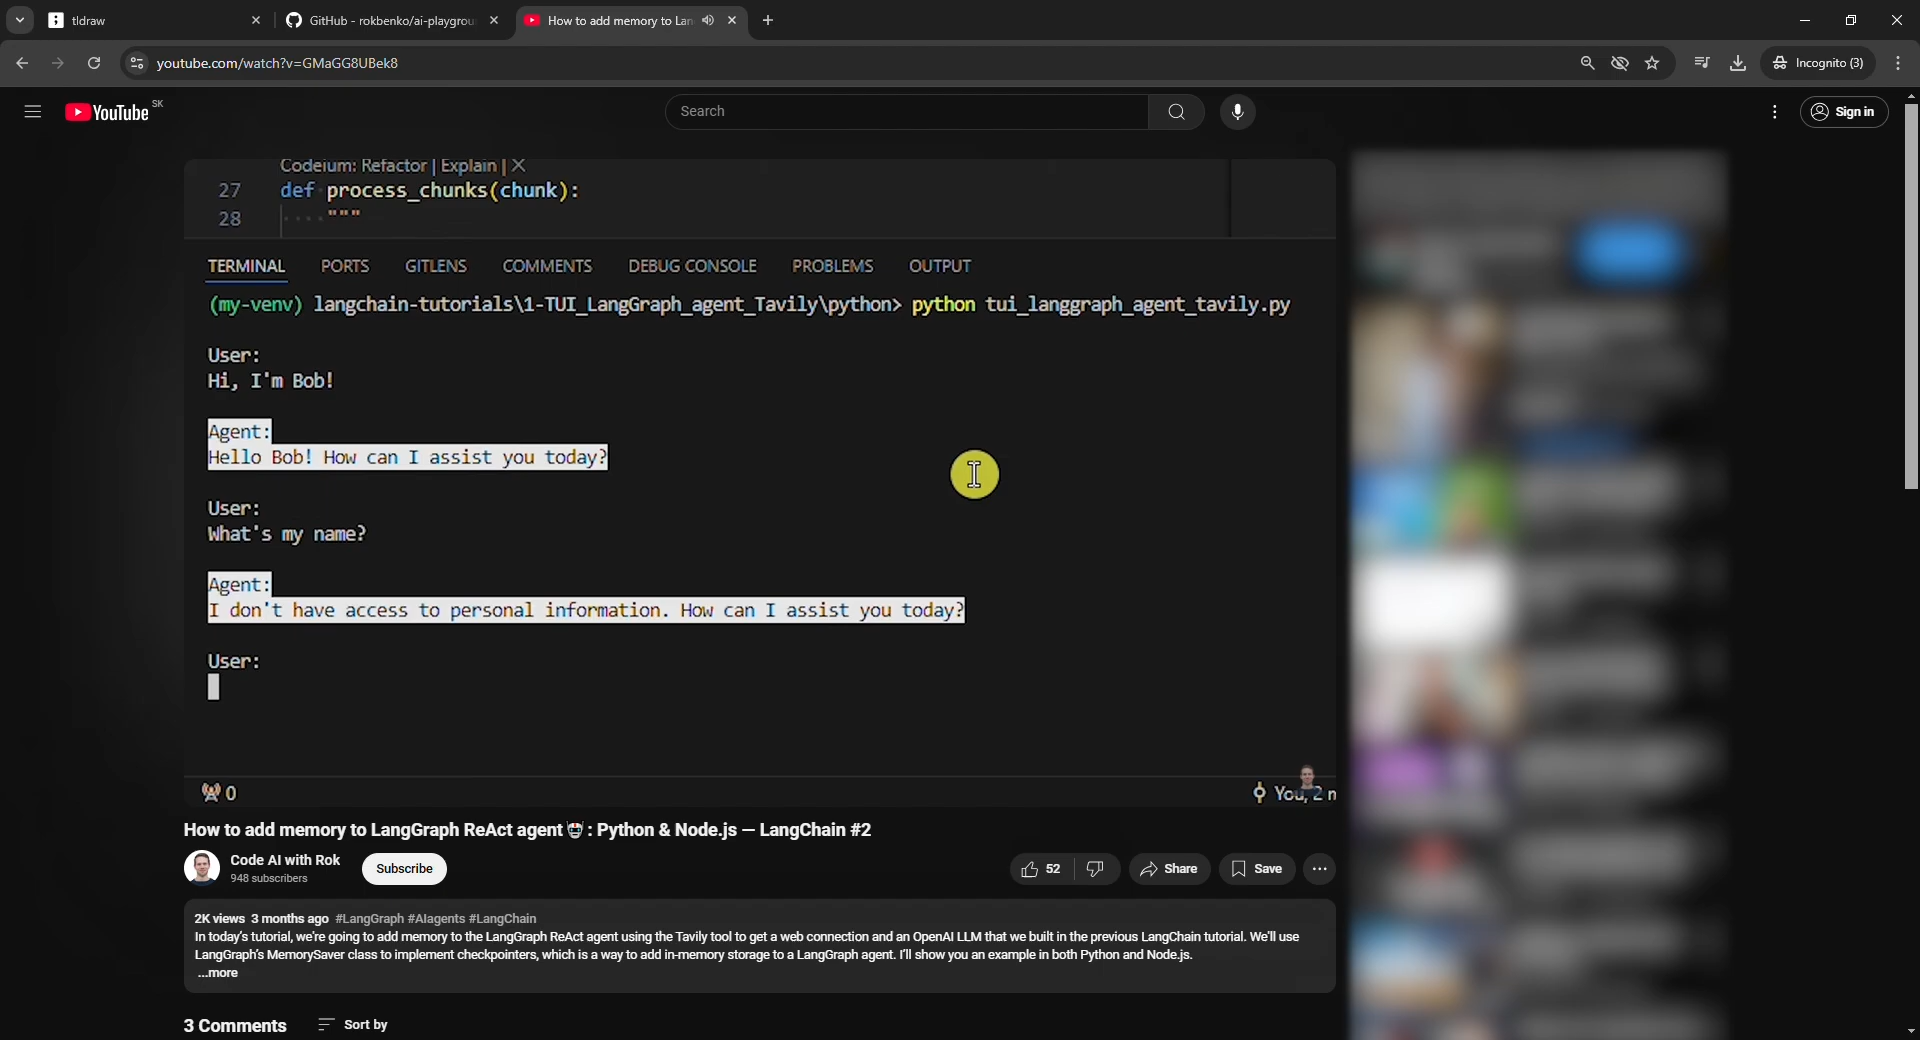 tldraw
GitHub - rokbenko/ai-playgrou
How to add memory to Lan
youtube.com/watch?v=GMaGG8UBek8
Incognito (3)
YouTube SK
Search
Sign in
Codeium: Refactor | Explain | X
27 def process_chunks(chunk):
28 ...."""
TERMINAL PORTS GITLENS COMMENTS DEBUG CONSOLE PROBLEMS OUTPUT
(my-venv) langchain-tutorials\1-TUI_LangGraph_agent_Tavily\python> python tui_langgraph_agent_tavily.py
User:
Hi, I'm Bob!
Agent:
Hello Bob! How can I assist you today?
User:
What's my name?
Agent:
I don't have access to personal information. How can I assist you today?
User:
0
You, 2 m
How to add memory to LangGraph ReAct agent 🤖 : Python & Node.js — LangChain #2
Code AI with Rok
948 subscribers
Subscribe
52
Share
Save
2K views 3 months ago #LangGraph #AIagents #LangChain
In today's tutorial, we're going to add memory to the LangGraph ReAct agent using the Tavily tool to get a web connection and an OpenAI LLM that we built in the previous LangChain tutorial. We'll use
LangGraph's MemorySaver class to implement checkpointers, which is a way to add in-memory storage to a LangGraph agent. I'll show you an example in both Python and Node.js.
...more
3 Comments
Sort by